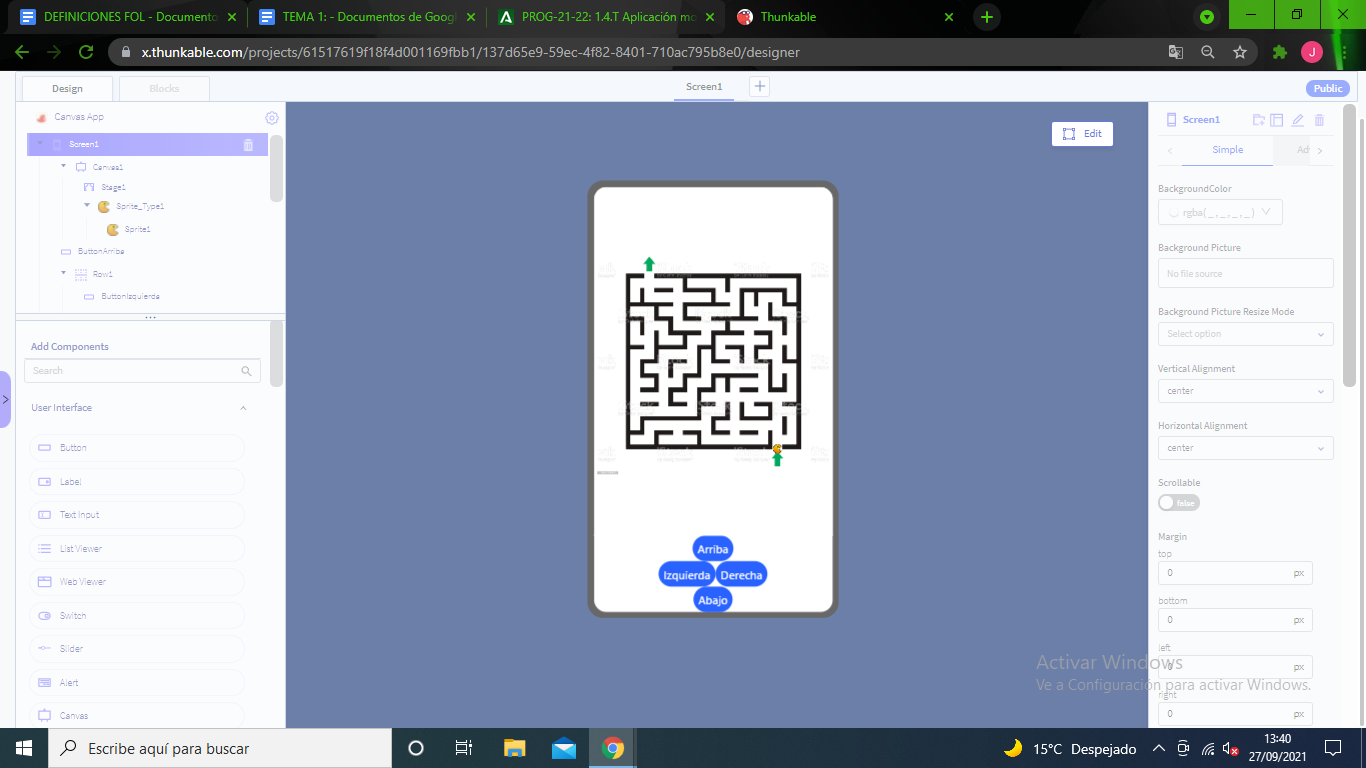 DEFINICIONES FOL - Documento
TEMA 1: - Documentos de Googl
PROG-21-22: 1.4.T Aplicación mo
Thunkable
x.thunkable.com/projects/61517619f18f4d001169fbb1/137d65e9-59ec-4f82-8401-710ac795b8e0/designer
J
Design
Blocks
Screen1
Public
Canvas App
Screen1
Canvas1
Stage1
Sprite_Type1
Sprite1
ButtonArriba
Row1
ButtonIzquierda
Add Components
Search
User Interface
Button
Label
Text Input
List Viewer
Web Viewer
Switch
Slider
Alert
Canvas
Edit
Arriba
Izquierda
Derecha
Abajo
Screen1
Simple
Adv
BackgroundColor
rgba(_,_,_,_)
Background Picture
No file source
Background Picture Resize Mode
Select option
Vertical Alignment
center
Horizontal Alignment
center
Scrollable
false
Margin
top
0 px
bottom
0 px
left
0 px
right
0 px
Activar Windows
Ve a Configuración para activar Windows.
Escribe aquí para buscar
15°C Despejado
13:40
27/09/2021